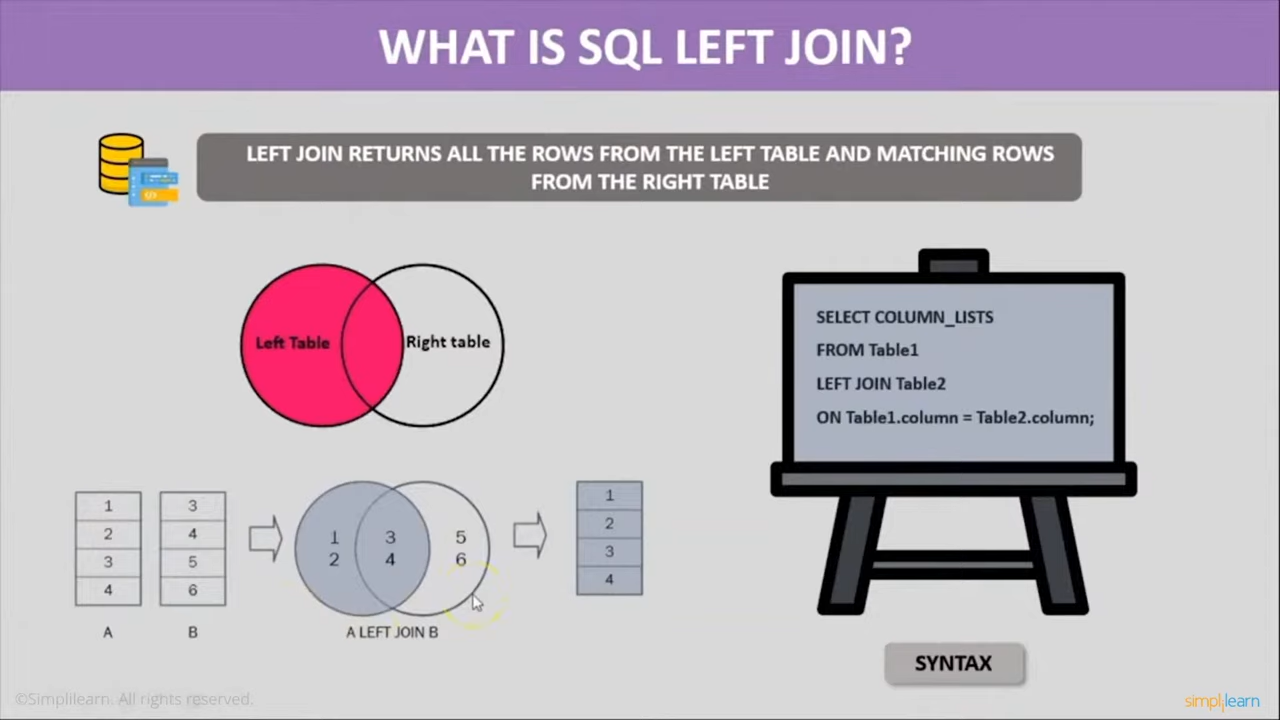 WHAT IS SQL LEFT JOIN?
LEFT JOIN RETURNS ALL THE ROWS FROM THE LEFT TABLE AND MATCHING ROWS
FROM THE RIGHT TABLE
Left Table
Right table
SELECT COLUMN_LISTS
FROM Table1
LEFT JOIN Table2
ON Table1.column = Table2.column;
1
2
3
4
A
3
4
5
6
B
1
2
3
4
5
6
A LEFT JOIN B
1
2
3
4
SYNTAX
©Simplilearn. All rights reserved.
simplilearn